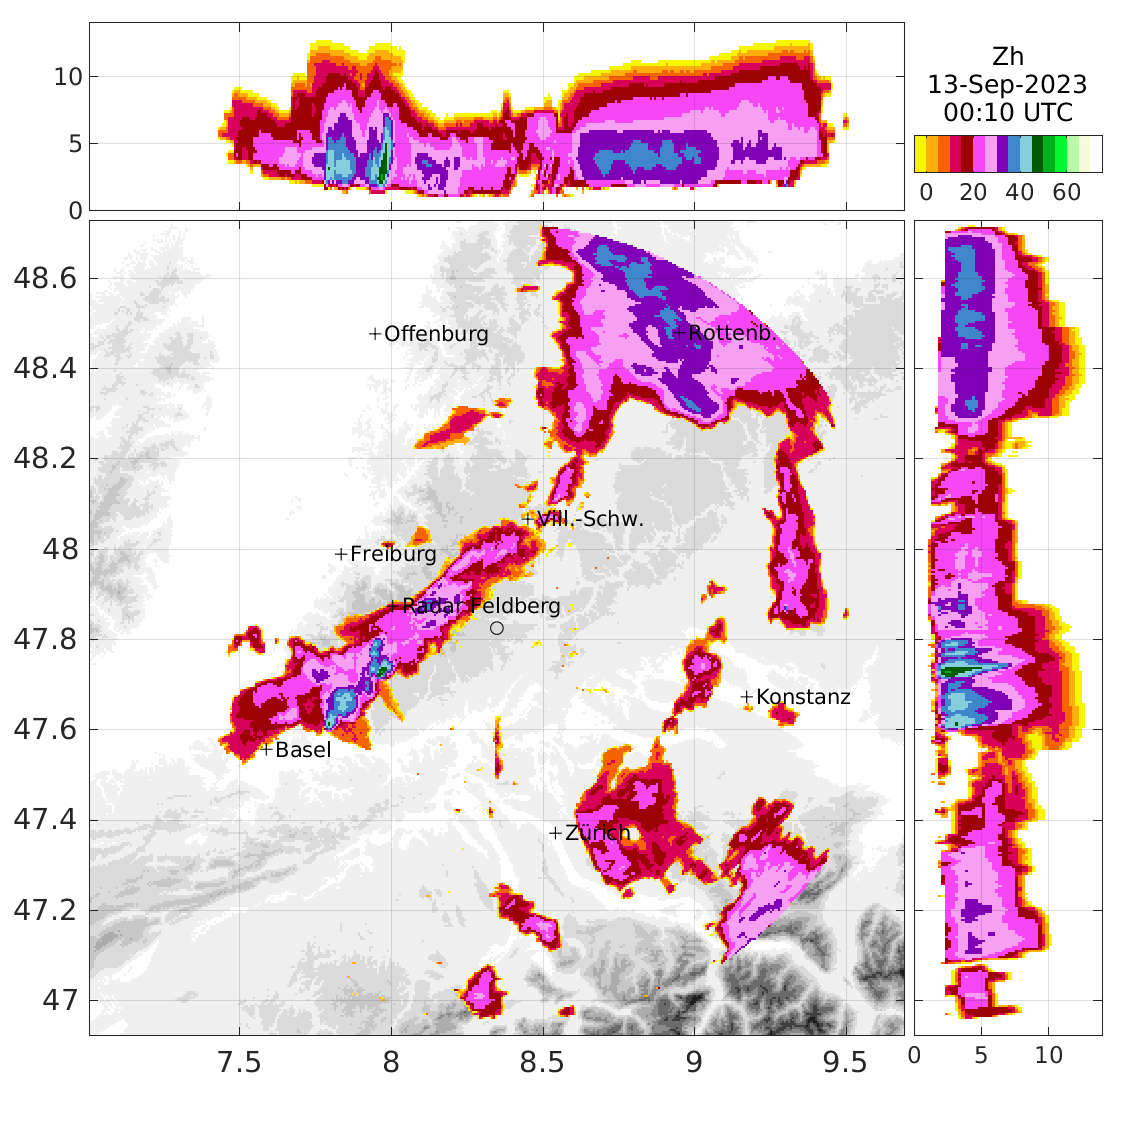 10
5
0
Zh
13-Sep-2023
00:10 UTC
0 20 40 60
48.6
Offenburg
Rottenb.
48.4
48.2
Vill.-Schw.
48
Freiburg
Radar Feldberg
47.8
Konstanz
47.6
Basel
47.4
Zürich
47.2
47
7.5 8 8.5 9 9.5
0 5 10